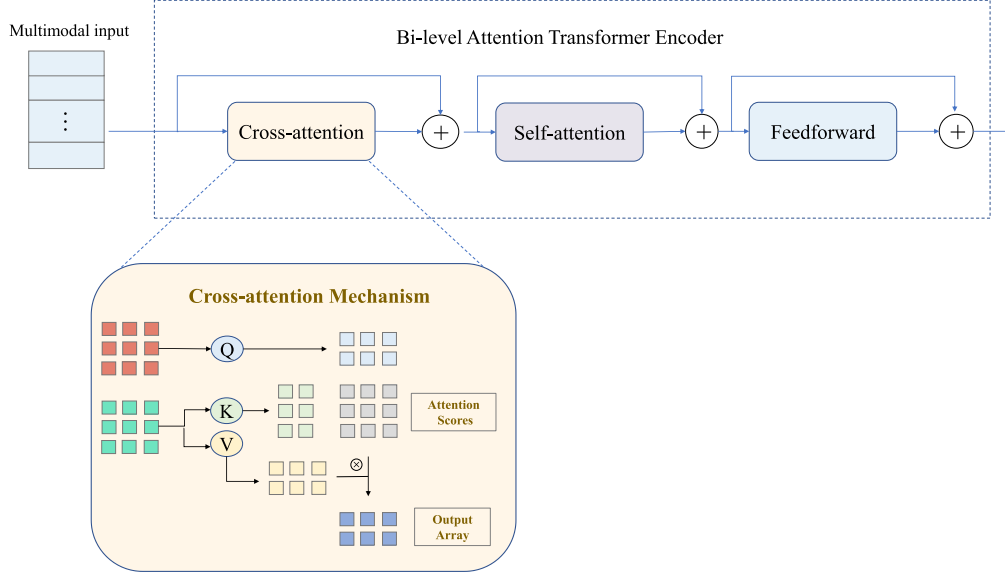 Multimodal input
⋮
Bi-level Attention Transformer Encoder
Cross-attention
+
Self-attention
+
Feedforward
+
Cross-attention Mechanism
Q
K
Attention
Scores
V
⊗
Output
Array